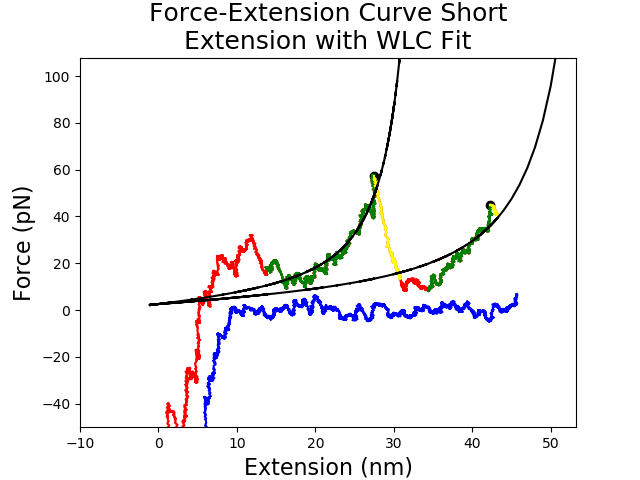 Force-Extension Curve Short
Extension with WLC Fit
100
80
60
40
20
0
−20
−40
Force (pN)
−10 0 10 20 30 40 50
Extension (nm)